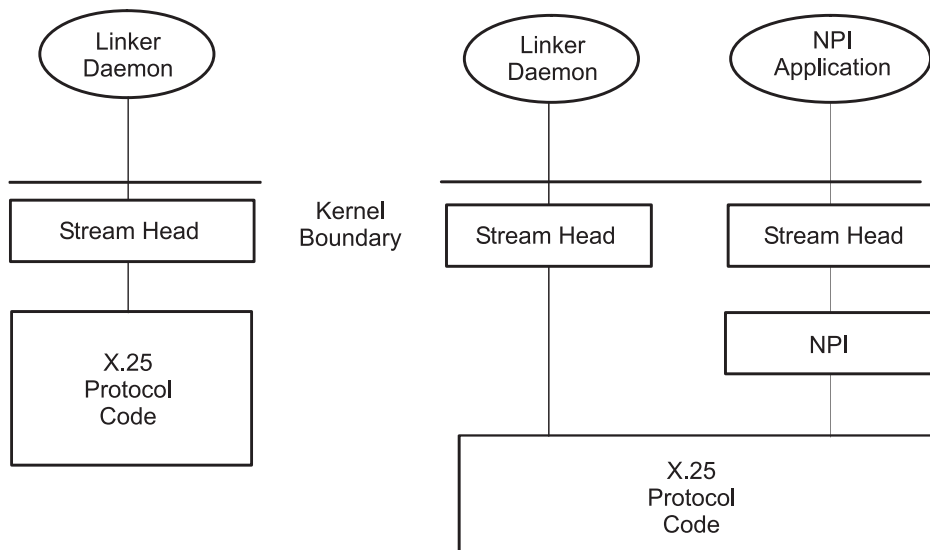 Linker
Daemon
Stream Head
X.25
Protocol
Code
Kernel
Boundary
Linker
Daemon
Stream Head
NPI
Application
Stream Head
NPI
X.25
Protocol
Code